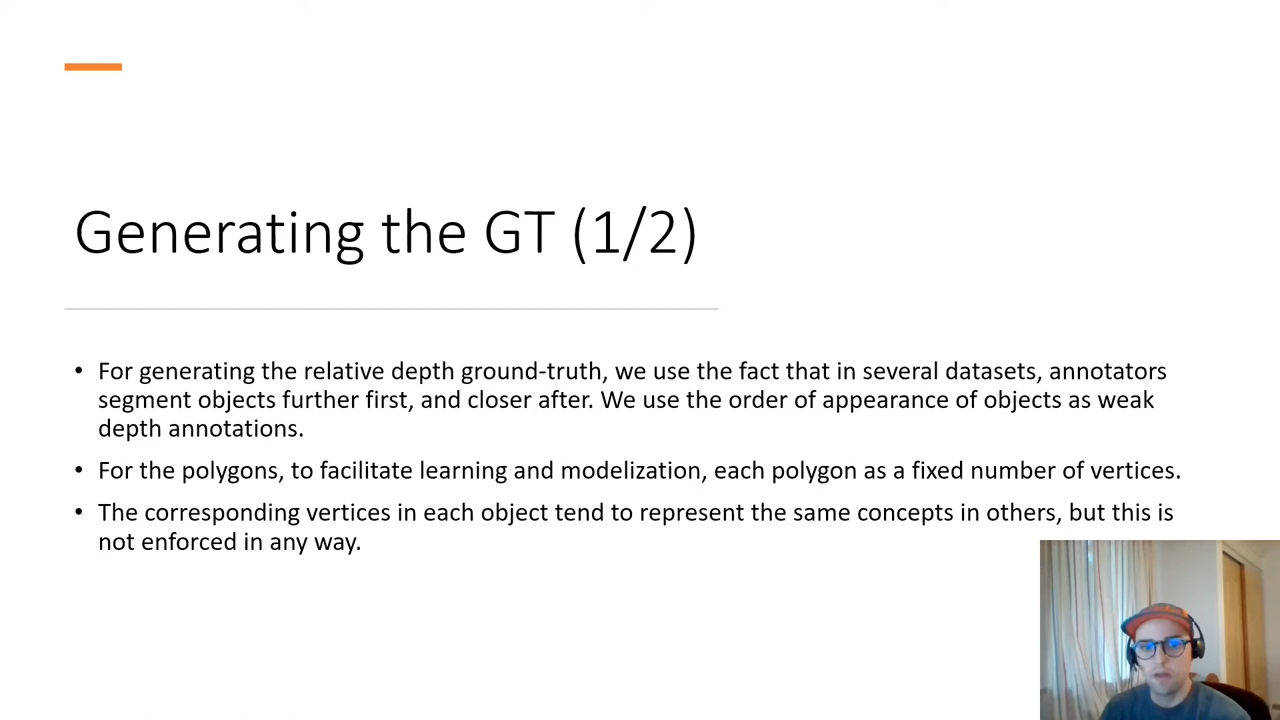 Generating the GT (1/2)
• For generating the relative depth ground-truth, we use the fact that in several datasets, annotators
segment objects further first, and closer after. We use the order of appearance of objects as weak
depth annotations.
• For the polygons, to facilitate learning and modelization, each polygon as a fixed number of vertices.
• The corresponding vertices in each object tend to represent the same concepts in others, but this is
not enforced in any way.